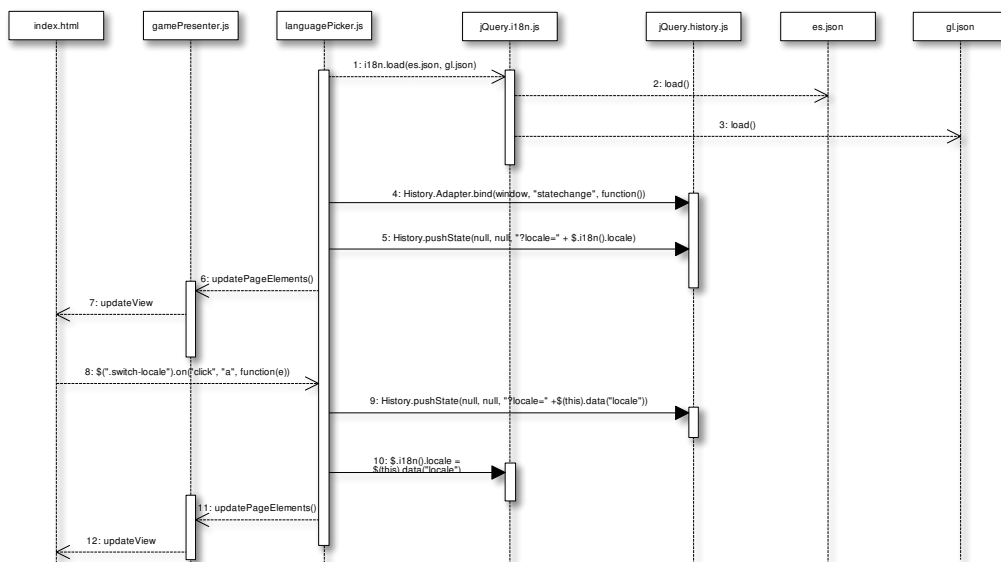 index.html
gamePresenter.js
languagePicker.js
jQuery.i18n.js
jQuery.history.js
es.json
gl.json
1: i18n.load(es.json, gl.json)
2: load()
3: load()
4: History.Adapter.bind(window, "statechange", function())
5: History.pushState(null, null, "?locale=" + $.i18n().locale)
6: updatePageElements()
7: updateView
8: $(".switch-locale").on("click", "a", function(e))
9: History.pushState(null, null, "?locale=" +$(this).data("locale"))
10: $.i18n().locale =
$(this).data("locale")
11: updatePageElements()
12: updateView